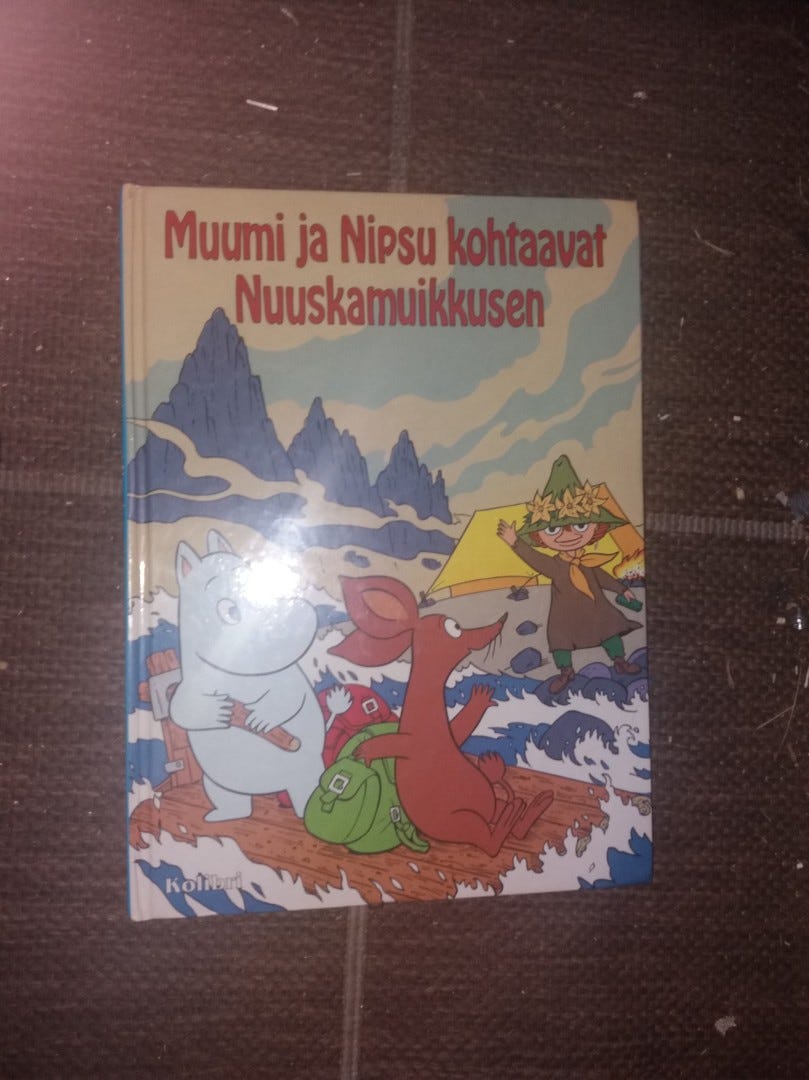 Muumi ja Nipsu kohtaavat
Nuuskamuikkusen
Kolibri